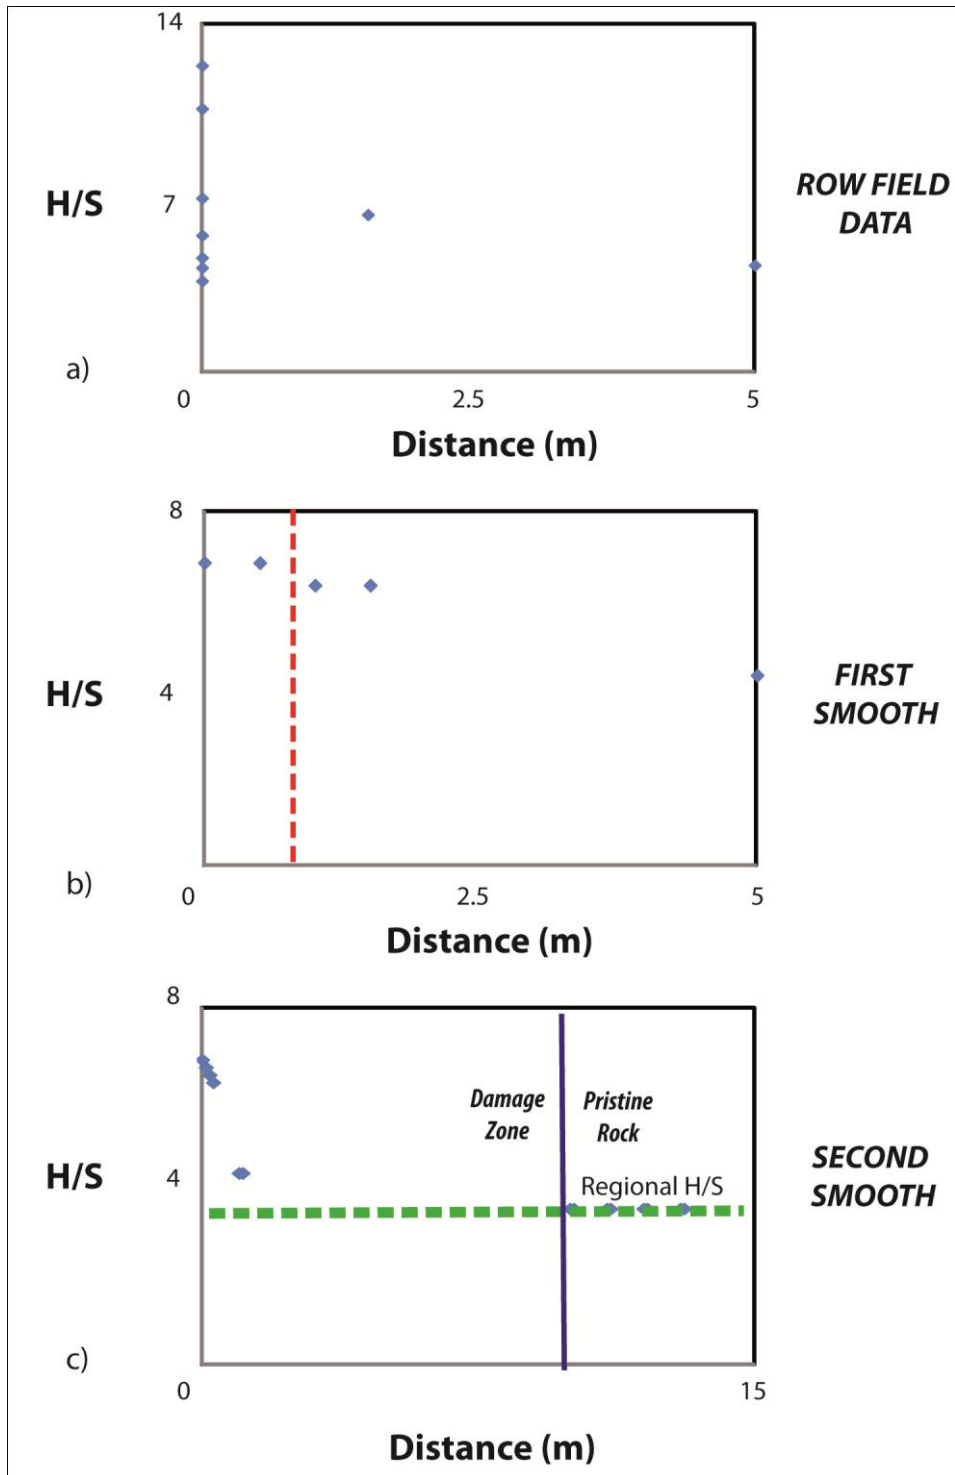 14
H/S
7
ROW FIELD
DATA
a)
0
2.5
5
Distance (m)
8
H/S
4
FIRST
SMOOTH
b)
0
2.5
5
Distance (m)
8
Damage
Zone
Pristine
Rock
H/S
4
Regional H/S
SECOND
SMOOTH
c)
0
15
Distance (m)